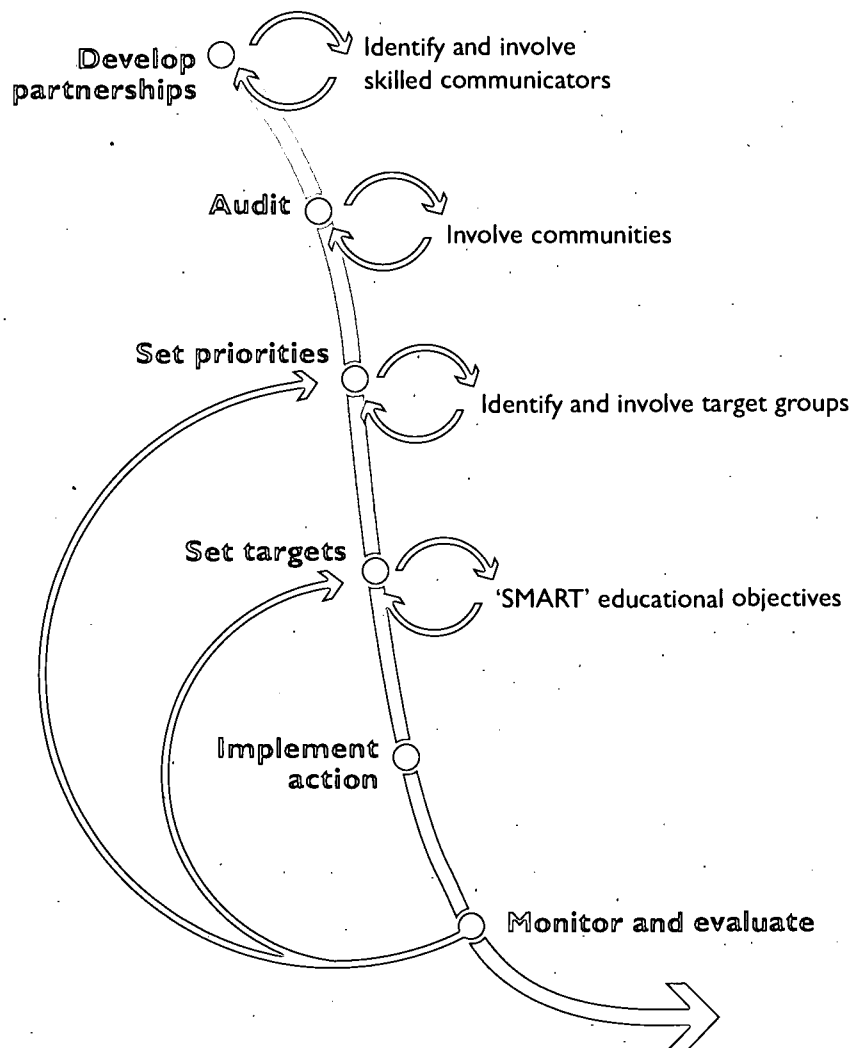 Develop
partnerships
Identify and involve
skilled communicators
Audit
Involve communities
Set priorities
Identify and involve target groups
Set targets
‘SMART’ educational objectives
Implement
action
Monitor and evaluate